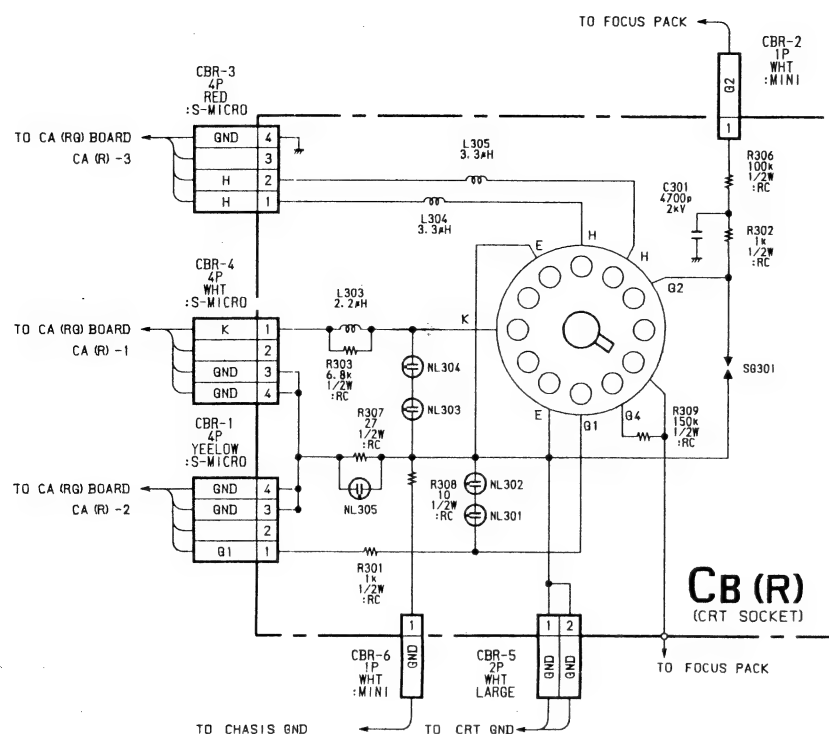 TO FOCUS PACK
CBR-2
1P
WHT
:MINI
G2
1
CBR-3
4P
RED
:S-MICRO
TO CA (RG) BOARD
CA (R) -3
GND 4
3
H 2
H 1
L305
3.3μH
L304
3.3μH
R306
100k
1/2W
:RC
C301
4700p
2kV
R302
1k
1/2W
:RC
E
H
H
G2
K
E
G1
G4
CBR-4
4P
WHT
:S-MICRO
TO CA (RG) BOARD
CA (R) -1
K 1
2
GND 3
GND 4
L303
2.2μH
R303
6.8k
1/2W
:RC
NL304
NL303
SG301
R309
150k
1/2W
:RC
CBR-1
4P
YEELOW
:S-MICRO
R307
27
1/2W
:RC
TO CA (RG) BOARD
CA (R) -2
GND 4
GND 3
2
G1 1
NL305
R308
10
1/2W
:RC
NL302
NL301
R301
1k
1/2W
:RC
CB (R)
(CRT SOCKET)
CBR-6
1P
WHT
:MINI
1
GND
CBR-5
2P
WHT
LARGE
1 2
GND GND
TO FOCUS PACK
TO CHASIS GND
TO CRT GND